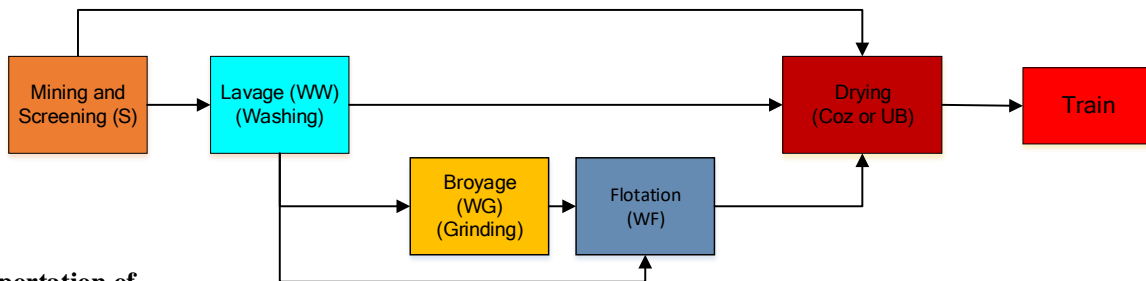 Mining and
Screening (S)
Lavage (WW)
(Washing)
Drying
(Coz or UB)
Train
Broyage
(WG)
(Grinding)
Flotation
(WF)